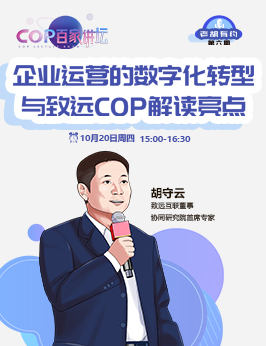 COP百家讲坛
老胡有约
第六期
企业运营的数字化转型
与致远COP解读亮点
10月20日周四 15:00-16:30
胡守云
致远互联董事
协同研究院首席专家